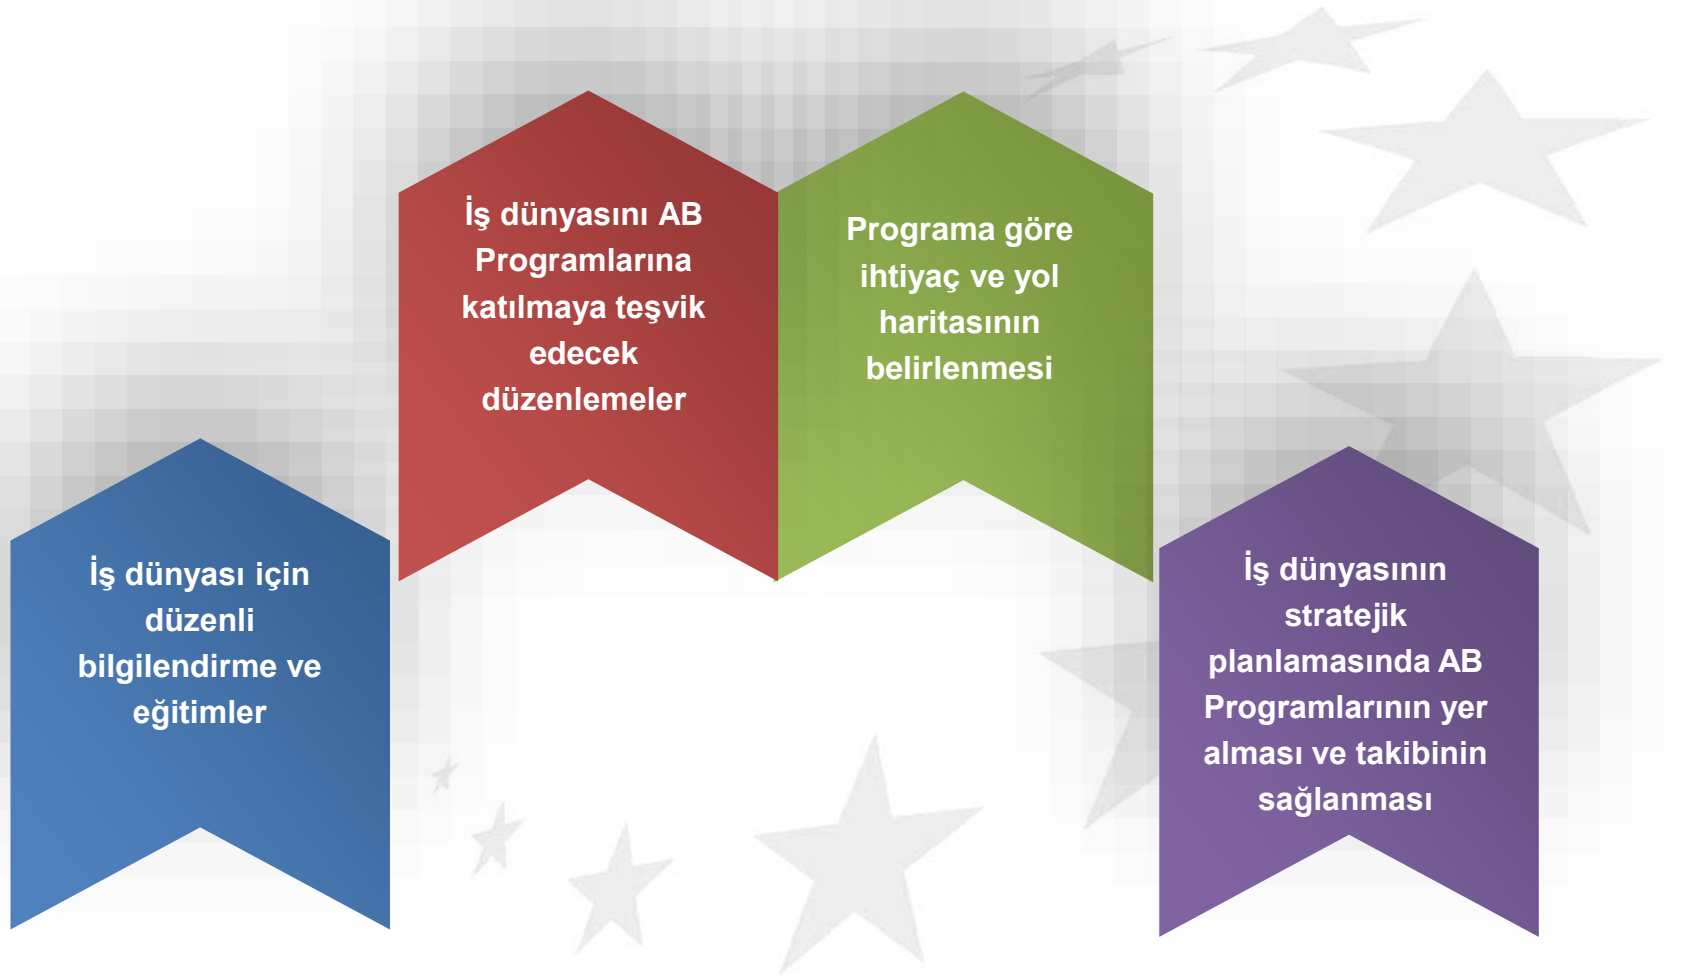 İş dünyası için
düzenli
bilgilendirme ve
eğitimler
İş dünyasını AB
Programlarına
katılmaya teşvik
edecek
düzenlemeler
Programa göre
ihtiyaç ve yol
haritasının
belirlenmesi
İş dünyasının
stratejik
planlamasında AB
Programlarının yer
alması ve takibinin
sağlanması